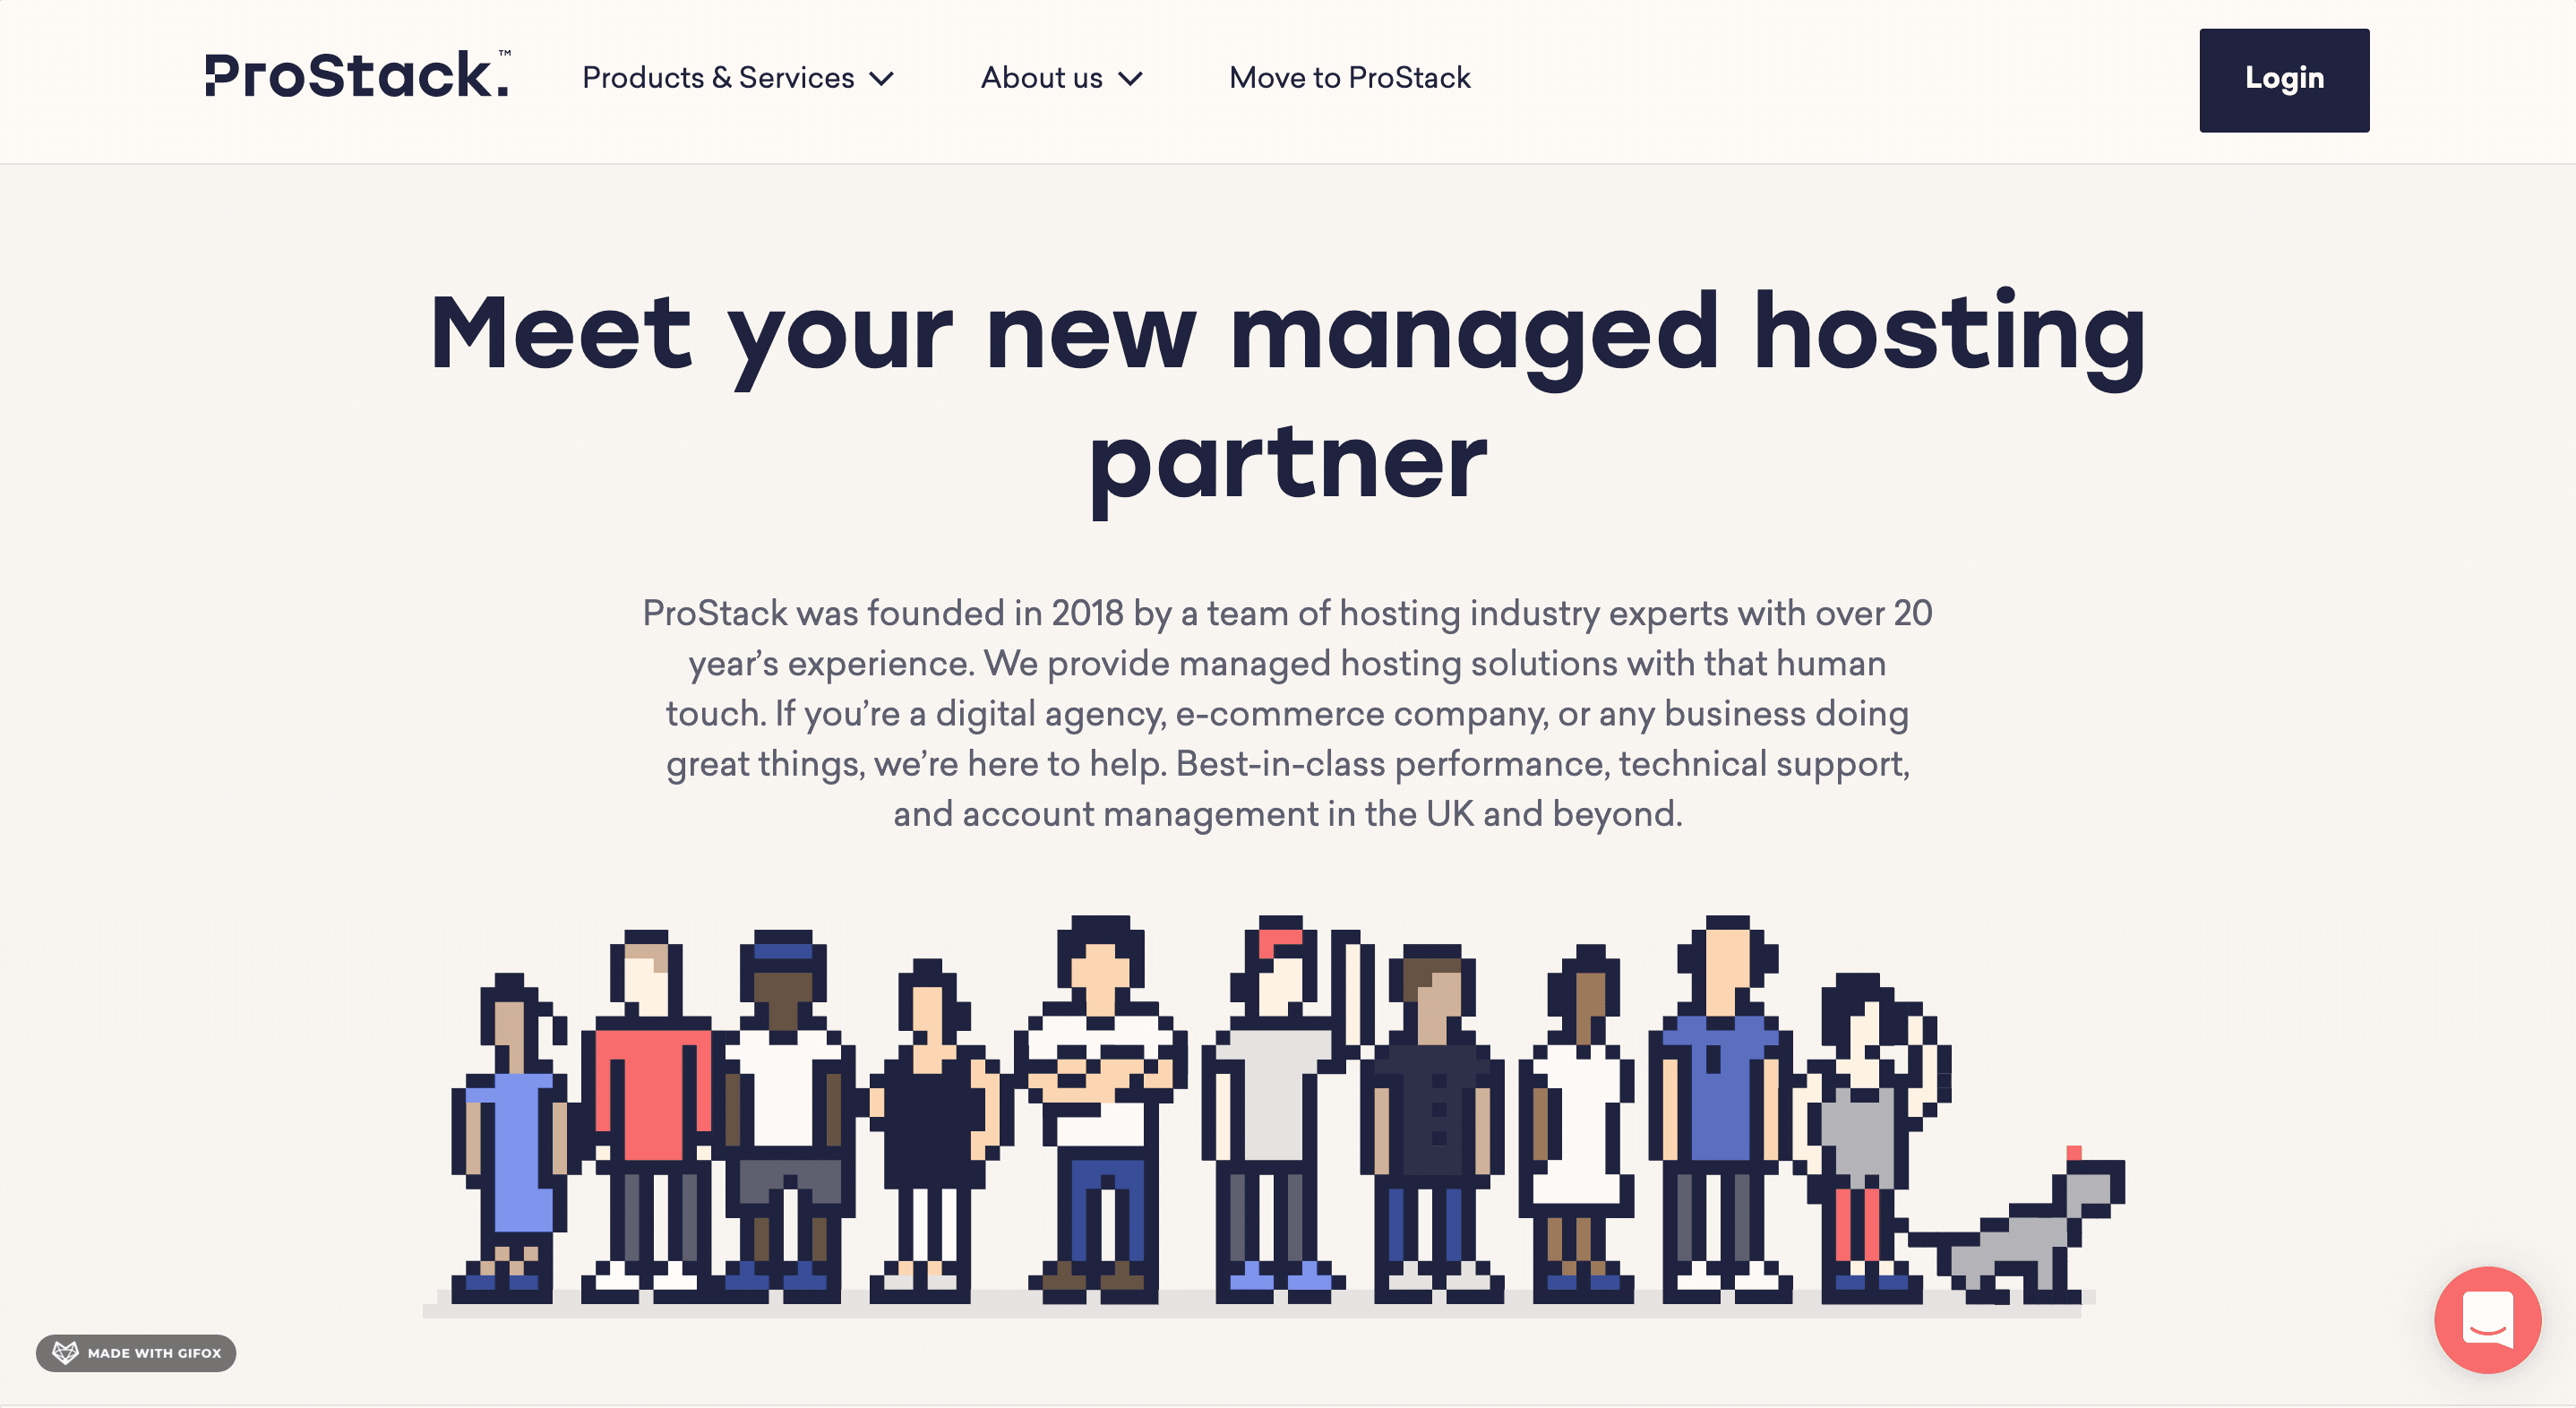 ProStack.™
Products & Services
About us
Move to ProStack
Login
Meet your new managed hosting
partner
ProStack was founded in 2018 by a team of hosting industry experts with over 20
year’s experience. We provide managed hosting solutions with that human
touch. If you’re a digital agency, e-commerce company, or any business doing
great things, we’re here to help. Best-in-class performance, technical support,
and account management in the UK and beyond.
MADE WITH GIFOX